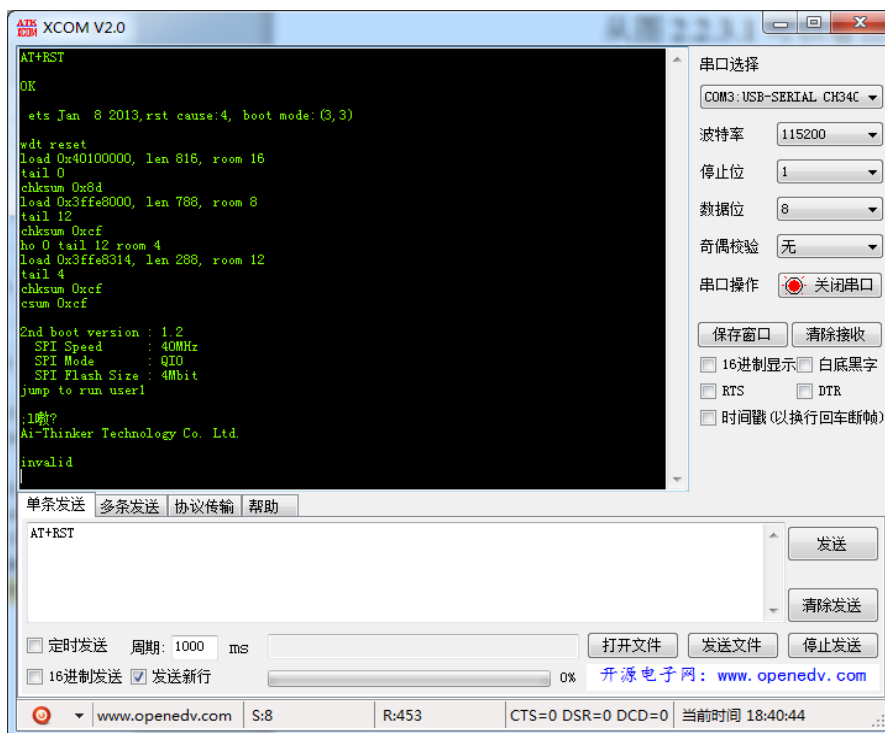 XCOM V2.0
AT+RST
OK
ets Jan  8 2013,rst cause:4, boot mode:(3,3)
wdt reset
load 0x40100000, len 816, room 16
tail 0
chksum 0x8d
load 0x3ffe8000, len 788, room 8
tail 12
chksum 0xcf
ho 0 tail 12 room 4
load 0x3ffe8314, len 288, room 12
tail 4
chksum 0xcf
csum 0xcf
2nd boot version : 1.2
SPI Speed      : 40MHz
SPI Mode       : QIO
SPI Flash Size : 4Mbit
jump to run user1
Ai-Thinker Technology Co. Ltd.
invalid
串口选择
COM3:USB-SERIAL CH34
波特率 115200
停止位 1
数据位 8
奇偶校验 无
串口操作 关闭串口
保存窗口 清除接收
16进制显示 白底黑字
RTS DTR
时间戳(以换行回车断帧)
单条发送 多条发送 协议传输 帮助
AT+RST
发送
清除发送
定时发送 周期: 1000 ms 打开文件 发送文件 停止发送
16进制发送 发送新行 0% 开源电子网: www.openedv.com
www.openedv.com S:8 R:453 CTS=0 DSR=0 DCD=0 当前时间 18:40:44